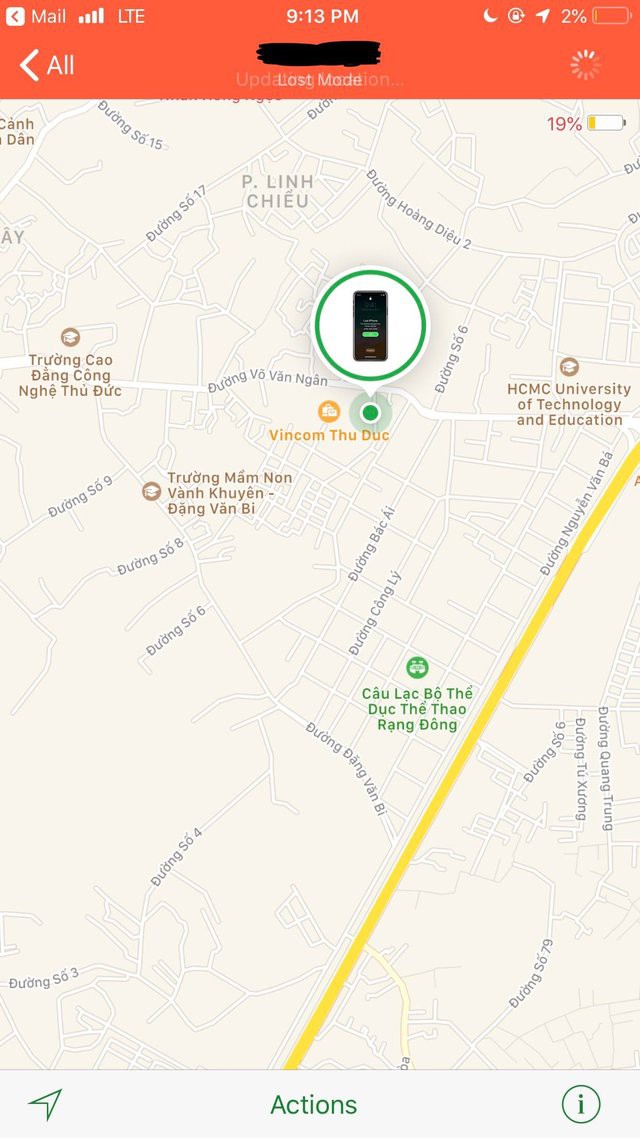 Mail LTE 9:13 PM 2%
All
Lost Mode
19%
Cảnh
Dân
Đường Số 15
P. LINH
CHIỂU
Đường Số 17
Đường Hoàng Diệu 2
Đường Số 6
Trường Cao
Đẳng Công
Nghệ Thủ Đức
Đường Võ Văn Ngân
HCMC University
of Technology
and Education
Vincom Thu Duc
Trường Mầm Non
Vành Khuyên -
Đặng Văn Bi
Đường Số 9
Đường Nguyễn Văn Bá
Đường Bác Ái
Đường Số 8
Đường Công Lý
Đường Số 6
Câu Lạc Bộ Thể
Dục Thể Thao
Rạng Đông
Đường Đặng Văn Bi
Đường Số 9
Đường Tú Xương
Đường Quang Trung
Đường Số 4
Đường Số 3
Đường Số 79
Actions